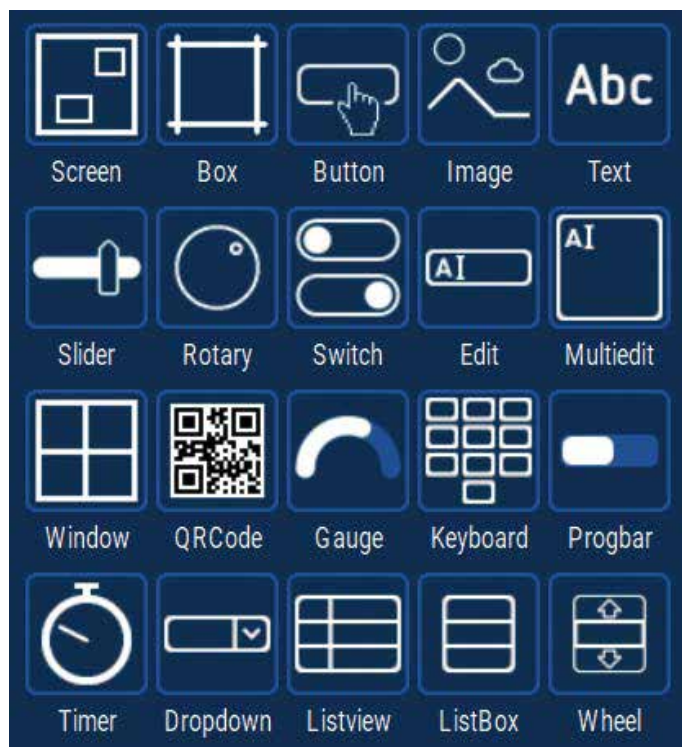 Abc
Screen Box Button Image Text
AI
AI
Slider Rotary Switch Edit Multiedit
Window QRCode Gauge Keyboard Progbar
Timer Dropdown Listview ListBox Wheel